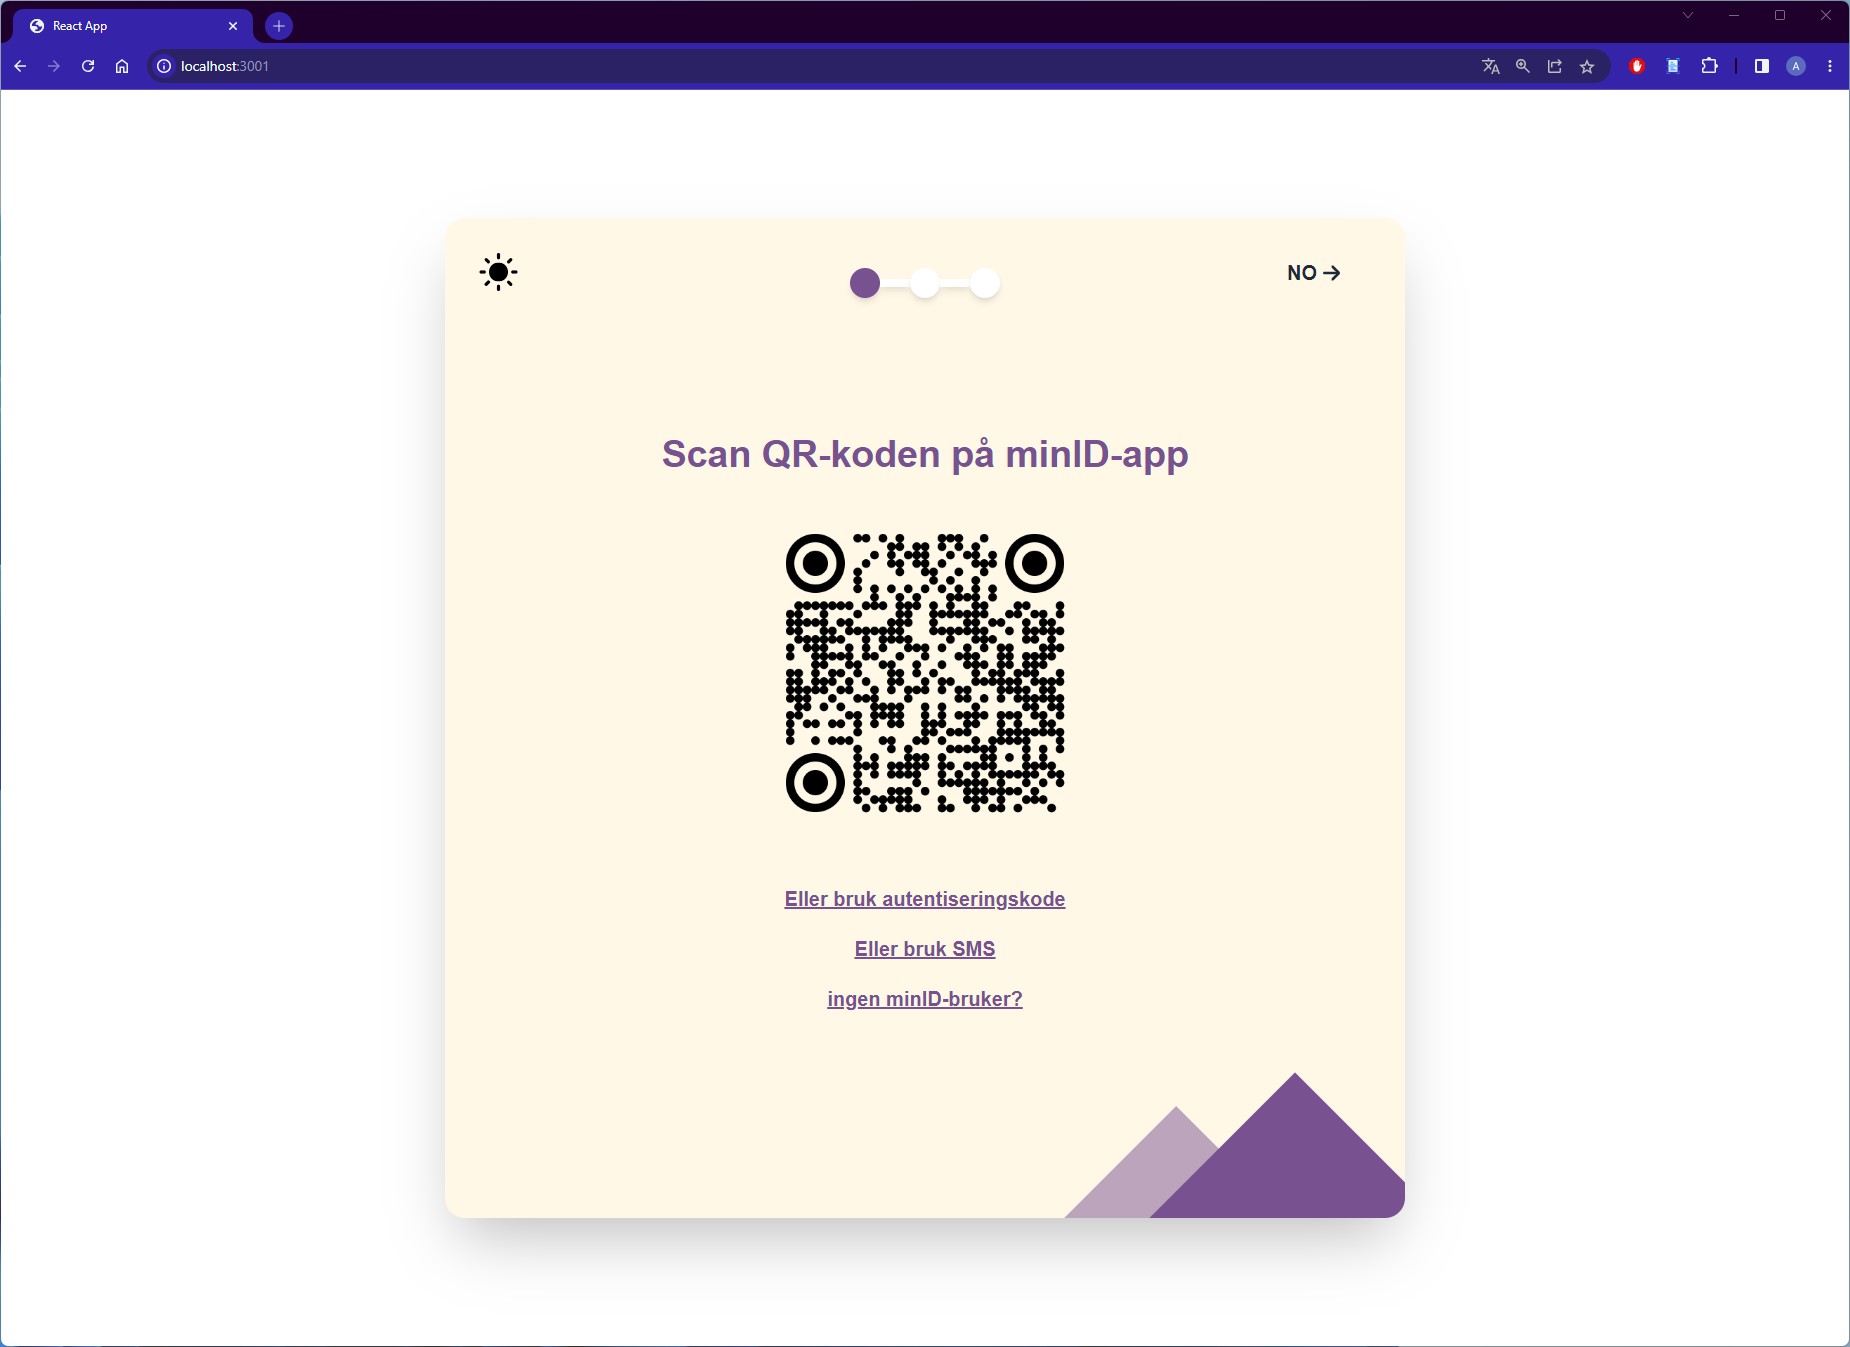 React App
localhost:3001
A
NO →
Scan QR-koden på minID-app
Eller bruk autentiseringskode
Eller bruk SMS
ingen minID-bruker?